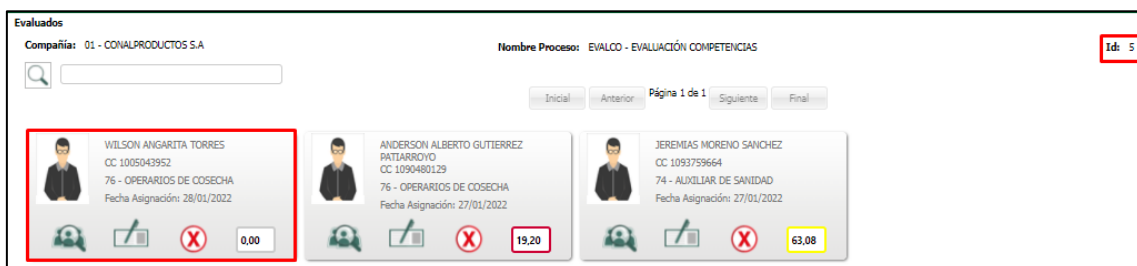 Evaluados
Compañía: 01 - CONALPRODUCTOS S.A
Nombre Proceso: EVALCO - EVALUACIÓN COMPETENCIAS
Id: 5
Inicial Anterior Página 1 de 1 Siguiente Final
WILSON ANGARITA TORRES
CC 1005043952
76 - OPERARIOS DE COSECHA
Fecha Asignación: 28/01/2022
0,00
ANDERSON ALBERTO GUTIERREZ
PATIARROYO
CC 1090480129
76 - OPERARIOS DE COSECHA
Fecha Asignación: 27/01/2022
19,20
JEREMIAS MORENO SANCHEZ
CC 1093759664
74 - AUXILIAR DE SANIDAD
Fecha Asignación: 27/01/2022
63,08